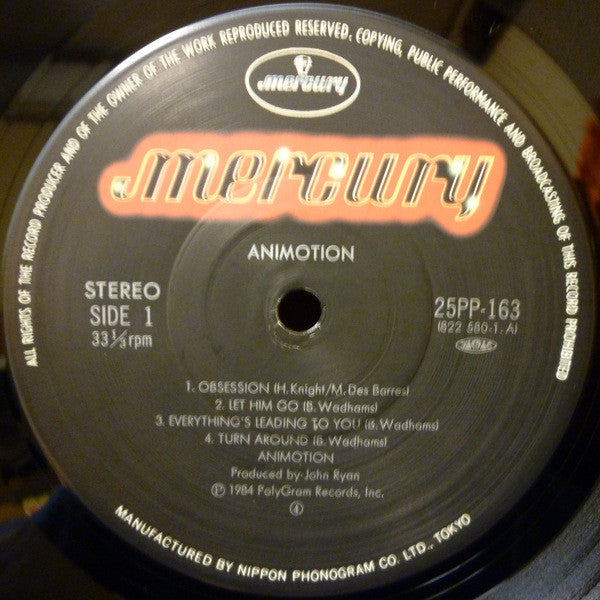 ALL RIGHTS OF THE RECORD PRODUCER AND OF THE OWNER OF THE WORK REPRODUCED RESERVED. COPYING, PUBLIC PERFORMANCE AND BROADCASTING OF THIS RECORD PROHIBITED
mercury
mercury
ANIMOTION
STEREO
SIDE 1
33⅓rpm
25PP-163
(822 580-1. A)
1. OBSESSION (H.Knight/M.Des Barres)
2. LET HIM GO (B.Wadhams)
3. EVERYTHING'S LEADING TO YOU (B.Wadhams)
4. TURN AROUND (B.Wadhams)
ANIMOTION
Produced by John Ryan
Ⓟ 1984 PolyGram Records, Inc.
④
MANUFACTURED BY NIPPON PHONOGRAM CO. LTD., TOKYO